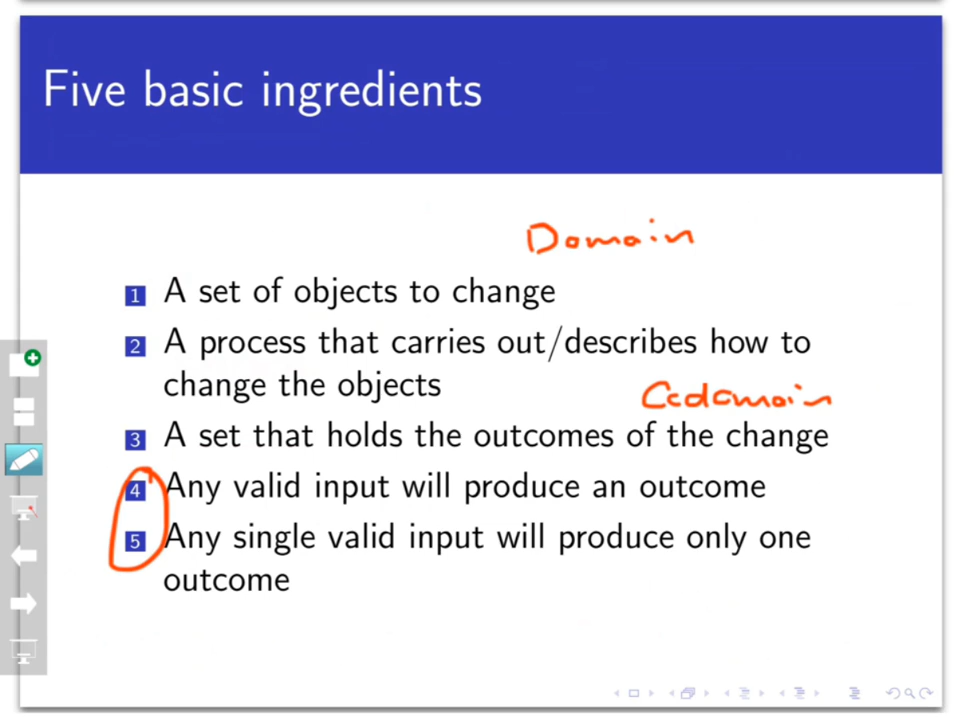 Five basic ingredients
Domain
1 A set of objects to change
2 A process that carries out/describes how to
change the objects
Codomain
3 A set that holds the outcomes of the change
4 Any valid input will produce an outcome
5 Any single valid input will produce only one
outcome